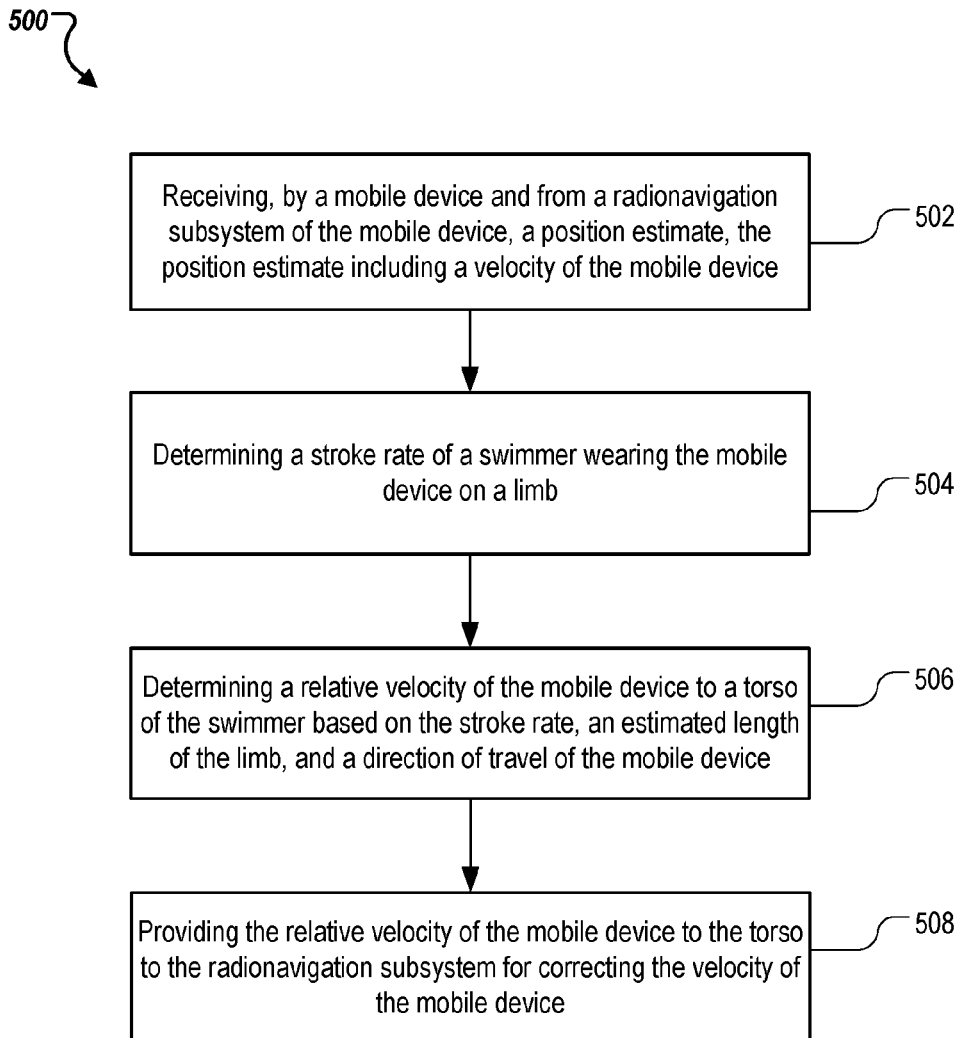 500
Receiving, by a mobile device and from a radionavigation
subsystem of the mobile device, a position estimate, the
position estimate including a velocity of the mobile device
502
Determining a stroke rate of a swimmer wearing the mobile
device on a limb
504
Determining a relative velocity of the mobile device to a torso
of the swimmer based on the stroke rate, an estimated length
of the limb, and a direction of travel of the mobile device
506
Providing the relative velocity of the mobile device to the torso
to the radionavigation subsystem for correcting the velocity of
the mobile device
508